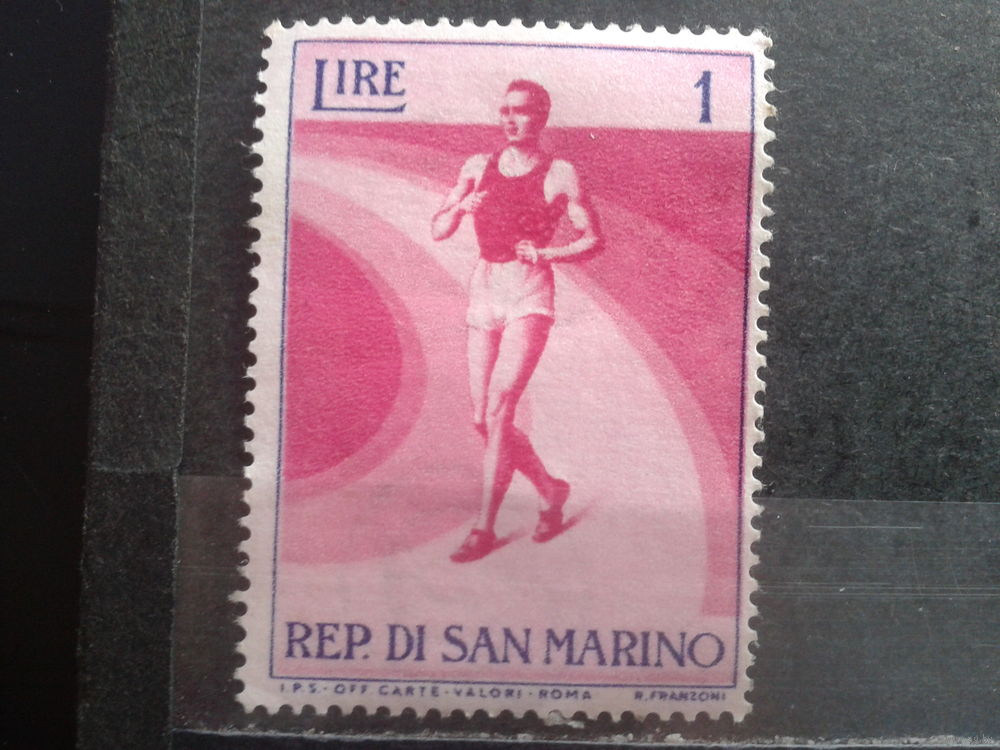 LIRE 1
REP. DI SAN MARINO
I.P.S.-OFF. CARTE-VALORI-ROMA R. FRANZONI